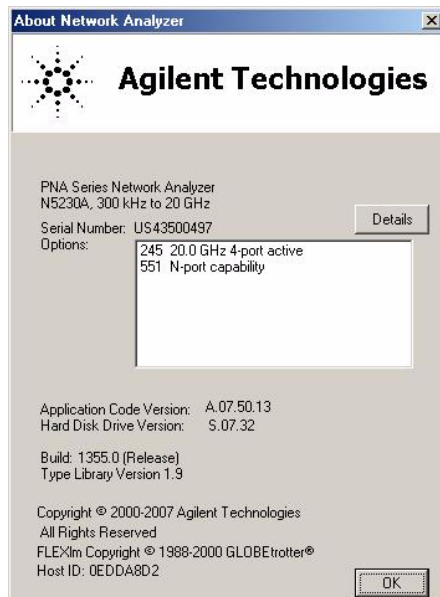 About Network Analyzer
Agilent Technologies
PNA Series Network Analyzer
N5230A, 300 kHz to 20 GHz
Serial Number: US43500497
Details
Options:
245 20.0 GHz 4-port active
551 N-port capability
Application Code Version: A.07.50.13
Hard Disk Drive Version: S.07.32
Build: 1355.0 (Release)
Type Library Version 1.9
Copyright © 2000-2007 Agilent Technologies
All Rights Reserved
FLEXlm Copyright © 1988-2000 GLOBEtrotter®
Host ID: 0EDDA8D2
OK